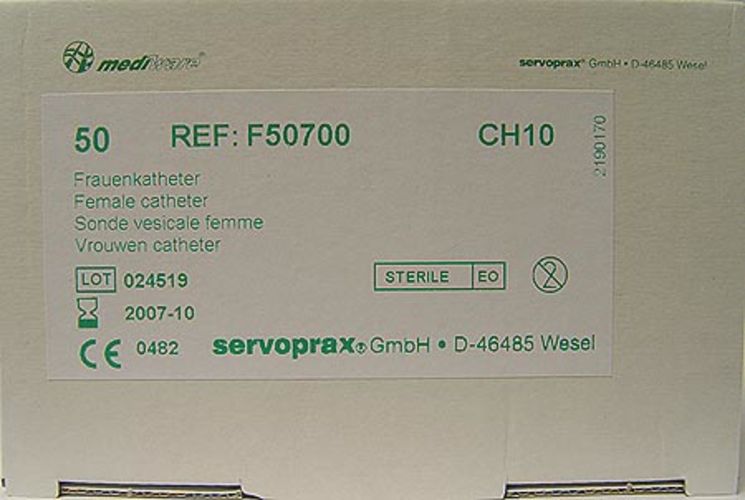 mediware®
servoprax® GmbH • D-46485 Wesel
50 REF: F50700 CH10
2190170
Frauenkatheter
Female catheter
Sonde vesicale femme
Vrouwen catheter
LOT 024519
STERILE EO 2
2007-10
CE 0482 servoprax® GmbH • D-46485 Wesel